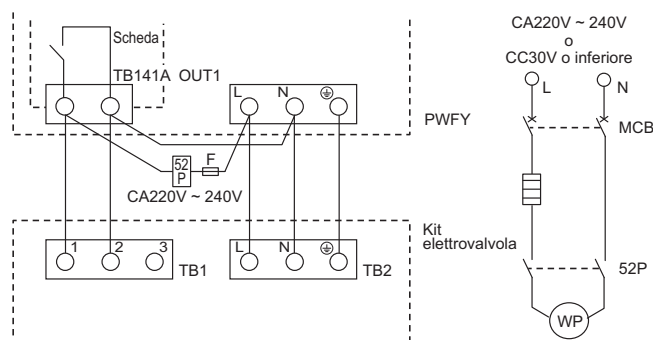 Scheda
TB141A OUT1
L N
52
P
F
CA220V ~ 240V
PWFY
1 2 3
TB1
L N
TB2
Kit
elettrovalvola
CA220V ~ 240V
o
CC30V o inferiore
L N
MCB
52P
WP